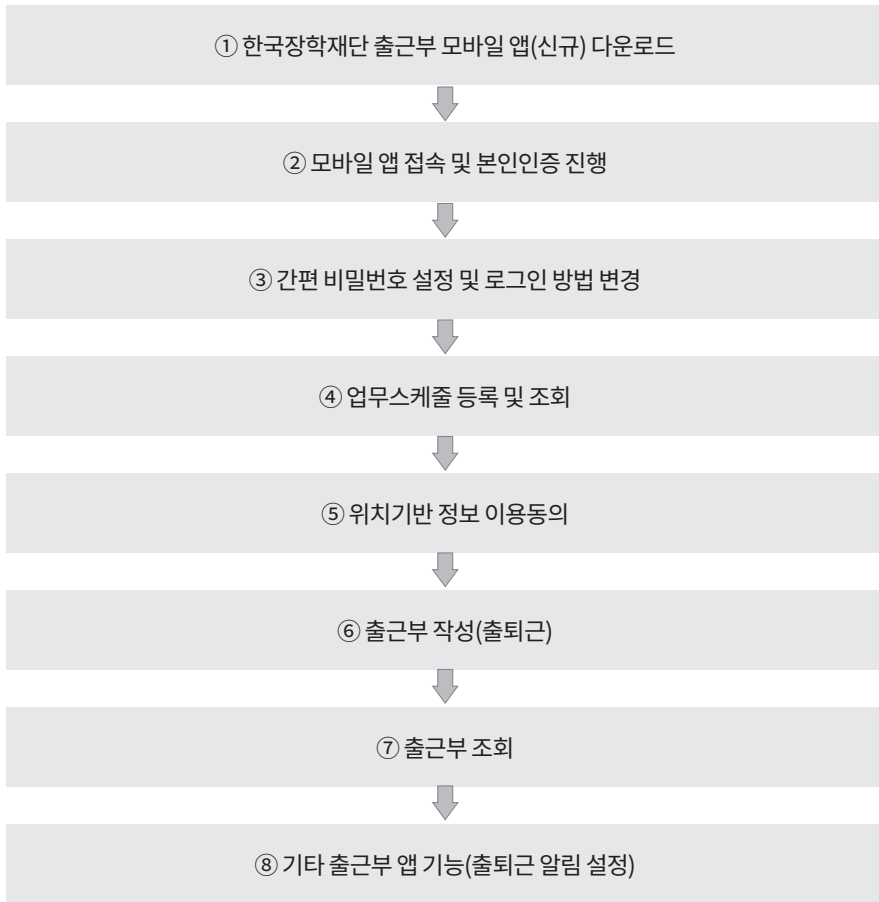 ① 한국장학재단 출근부 모바일 앱(신규) 다운로드
② 모바일 앱 접속 및 본인인증 진행
③ 간편 비밀번호 설정 및 로그인 방법 변경
④ 업무스케줄 등록 및 조회
⑤ 위치기반 정보 이용동의
⑥ 출근부 작성(출퇴근)
⑦ 출근부 조회
⑧ 기타 출근부 앱 기능(출퇴근 알림 설정)